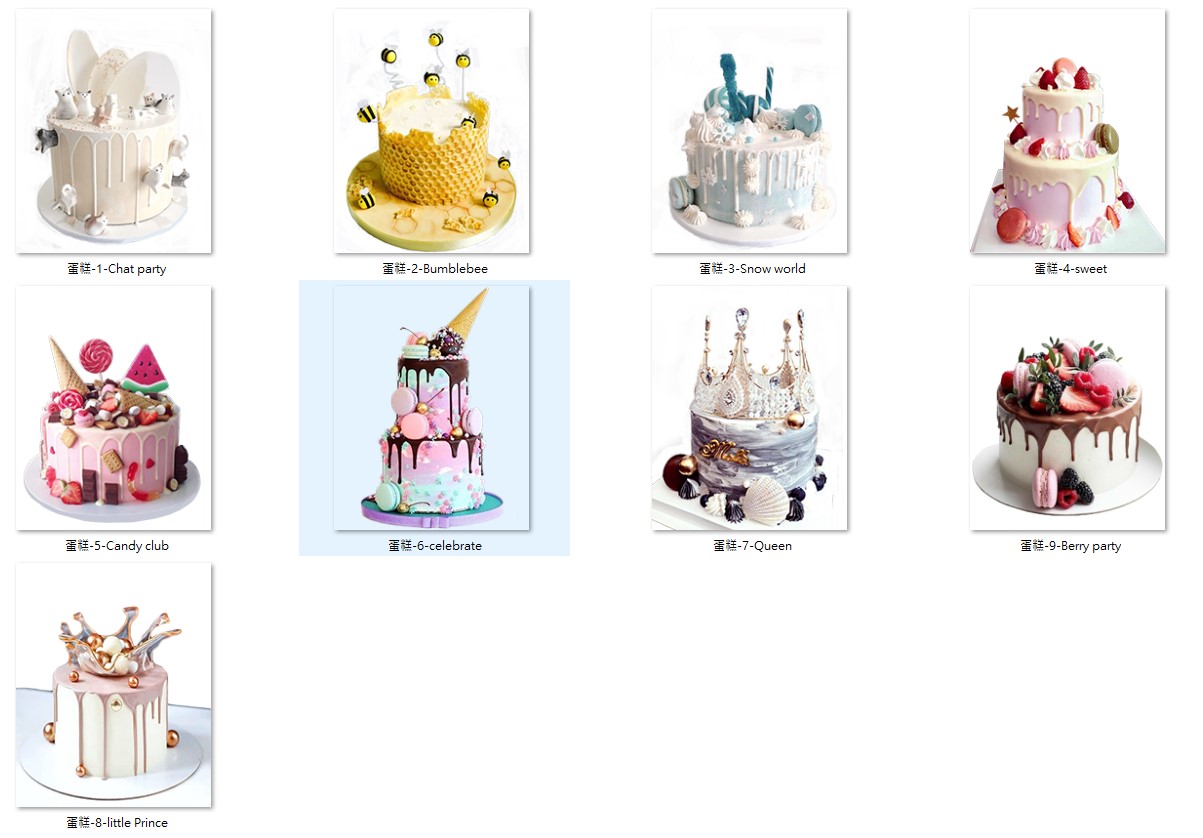 蛋糕-1-Chat party
蛋糕-2-Bumblebee
蛋糕-3-Snow world
蛋糕-4-sweet
蛋糕-5-Candy club
蛋糕-6-celebrate
蛋糕-7-Queen
蛋糕-9-Berry party
蛋糕-8-little Prince